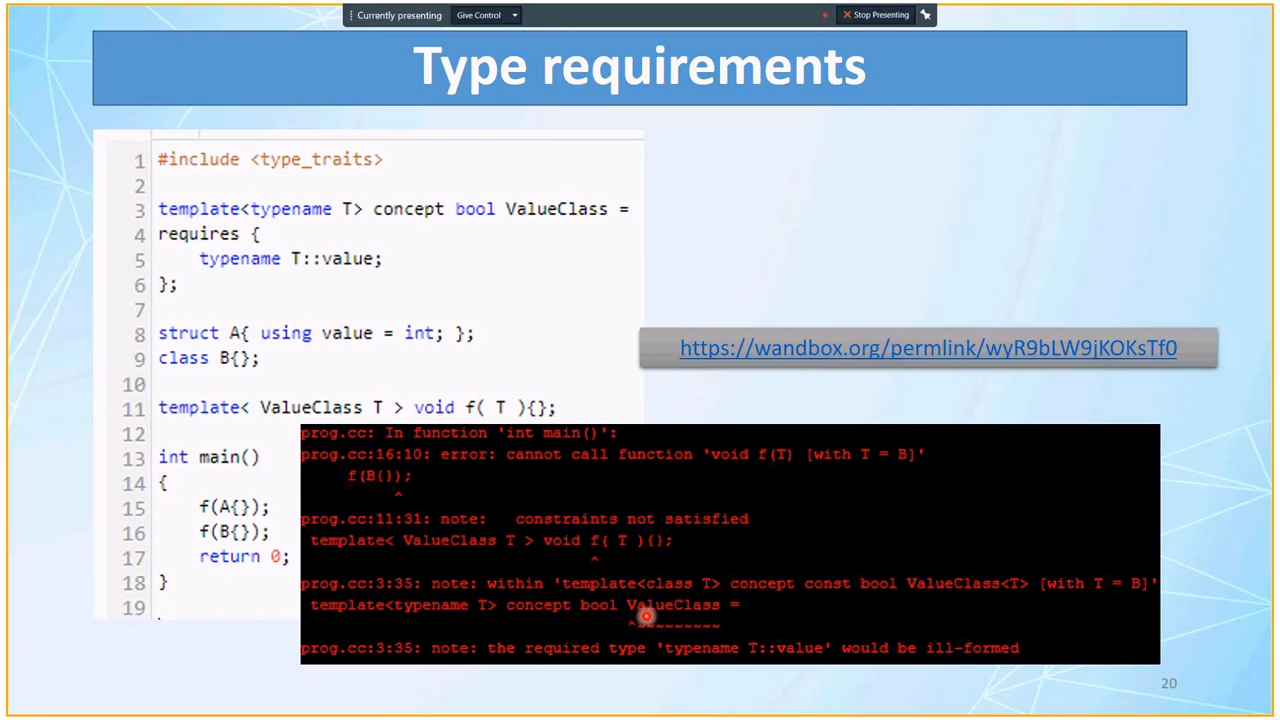 Currently presenting Give Control Stop Presenting
Type requirements
1 #include <type_traits>
2
3 template<typename T> concept bool ValueClass =
4 requires {
5 typename T::value;
6 };
7
8 struct A{ using value = int; };
9 class B{};
10
11 template< ValueClass T > void f( T ){};
12
13 int main()
14 {
15 f(A{});
16 f(B{});
17 return 0;
18 }
19
https://wandbox.org/permlink/wyR9bLW9jKOKsTf0
prog.cc: In function 'int main()':
prog.cc:16:10: error: cannot call function 'void f(T) [with T = B]'
f(B{});
^
prog.cc:11:31: note: constraints not satisfied
template< ValueClass T > void f( T ){};
^
prog.cc:3:35: note: within 'template<class T> concept const bool ValueClass<T> [with T = B]'
template<typename T> concept bool ValueClass =
^~~~~~~~~~
prog.cc:3:35: note: the required type 'typename T::value' would be ill-formed
20